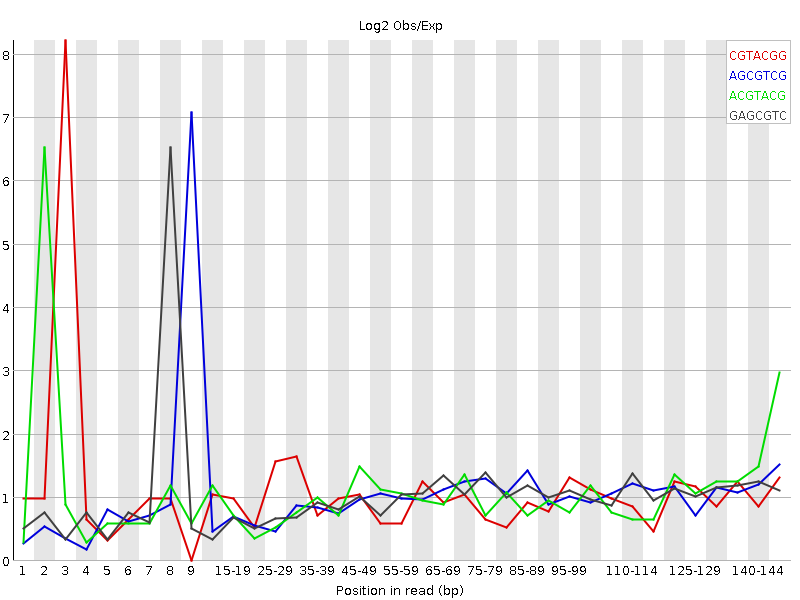 Log2 Obs/Exp
CGTACGG
AGCGTCG
ACGTACG
GAGCGTC
8
7
6
5
4
3
2
1
0
1 2 3 4 5 6 7 8 9 15-19 25-29 35-39 45-49 55-59 65-69 75-79 85-89 95-99 110-114 125-129 140-144
Position in read (bp)